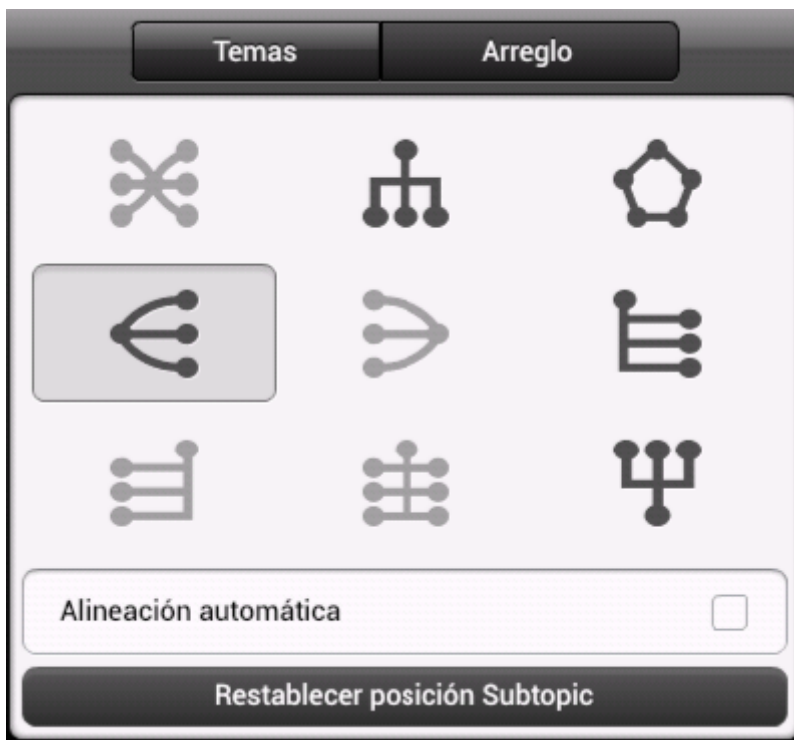 Temas
Arreglo
Alineación automática
Restablecer posición Subtopic